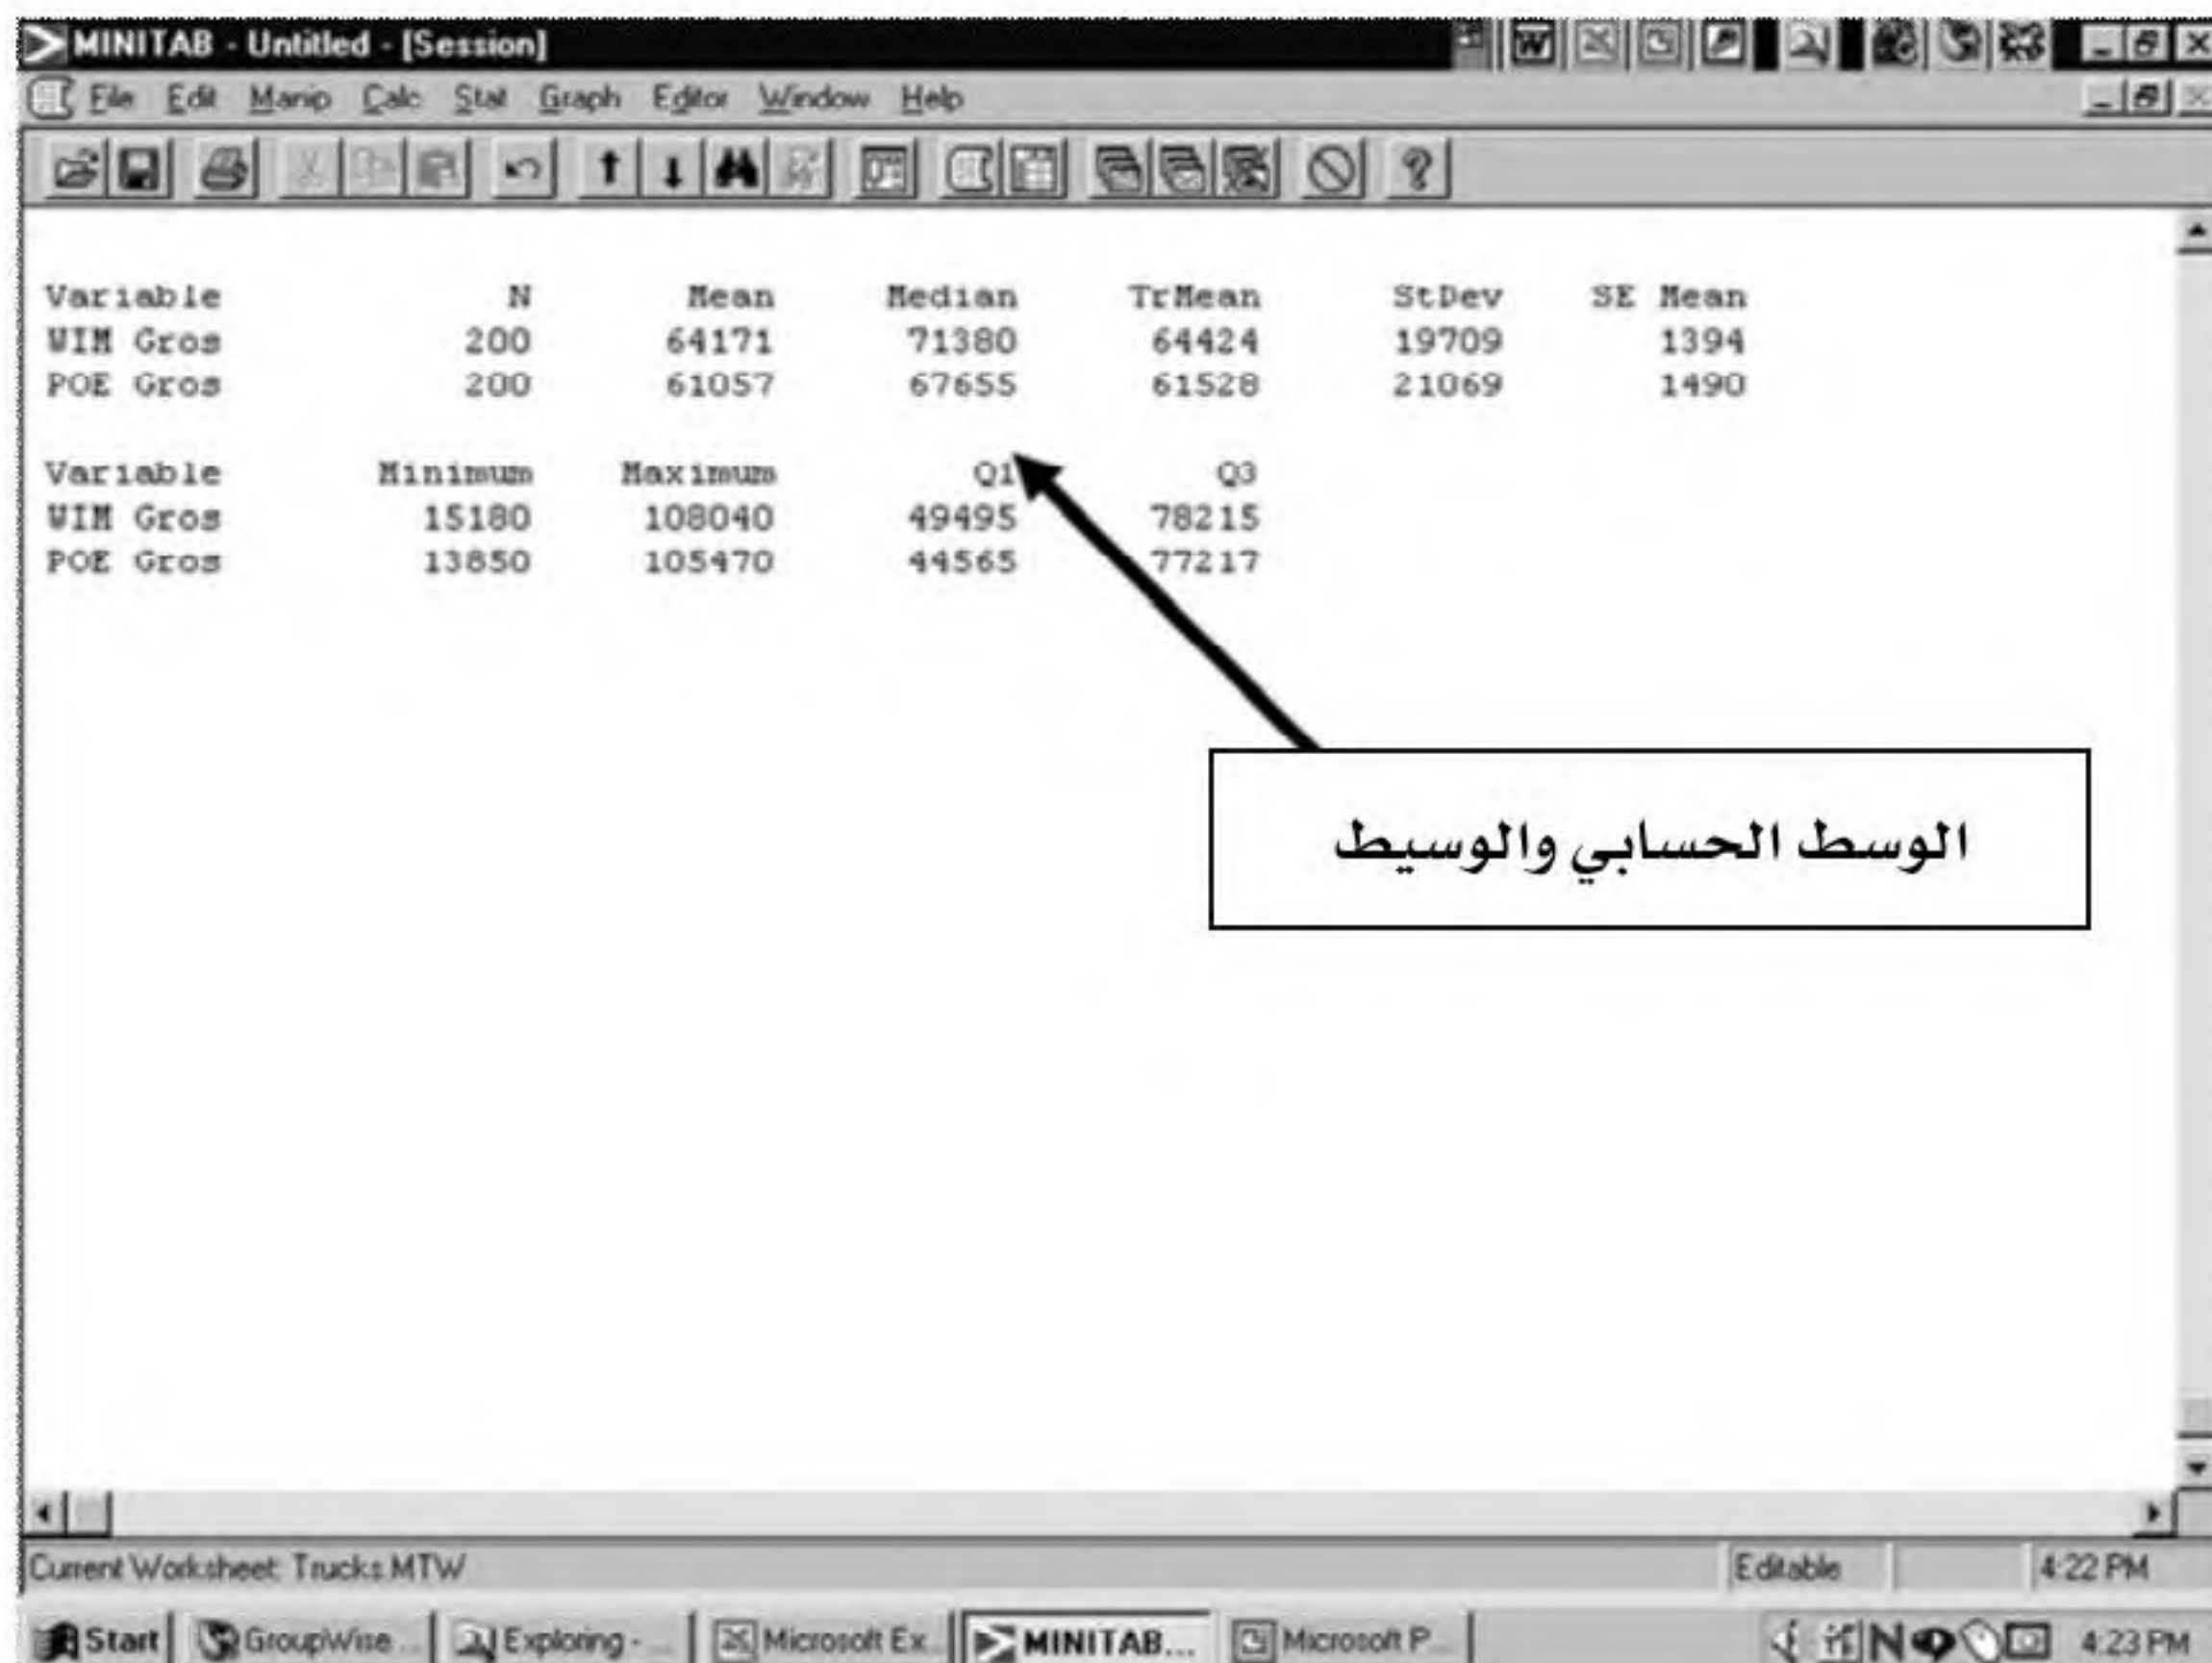 MINITAB - Untitled - [Session]
File Edit Manip Calc Stat Graph Editor Window Help
Variable N Mean Median TrMean StDev SE Mean
WIM Gros 200 64171 71380 64424 19709 1394
POE Gros 200 61057 67655 61528 21069 1490
Variable Minimum Maximum Q1 Q3
WIM Gros 15180 108040 49495 78215
POE Gros 13850 105470 44565 77217
الوسط الحسابي والوسيط
Current Worksheet: Trucks.MTW Editable 4:22 PM
Start GroupWise ... Exploring - ... Microsoft Ex... MINITAB... Microsoft P... 4:23 PM